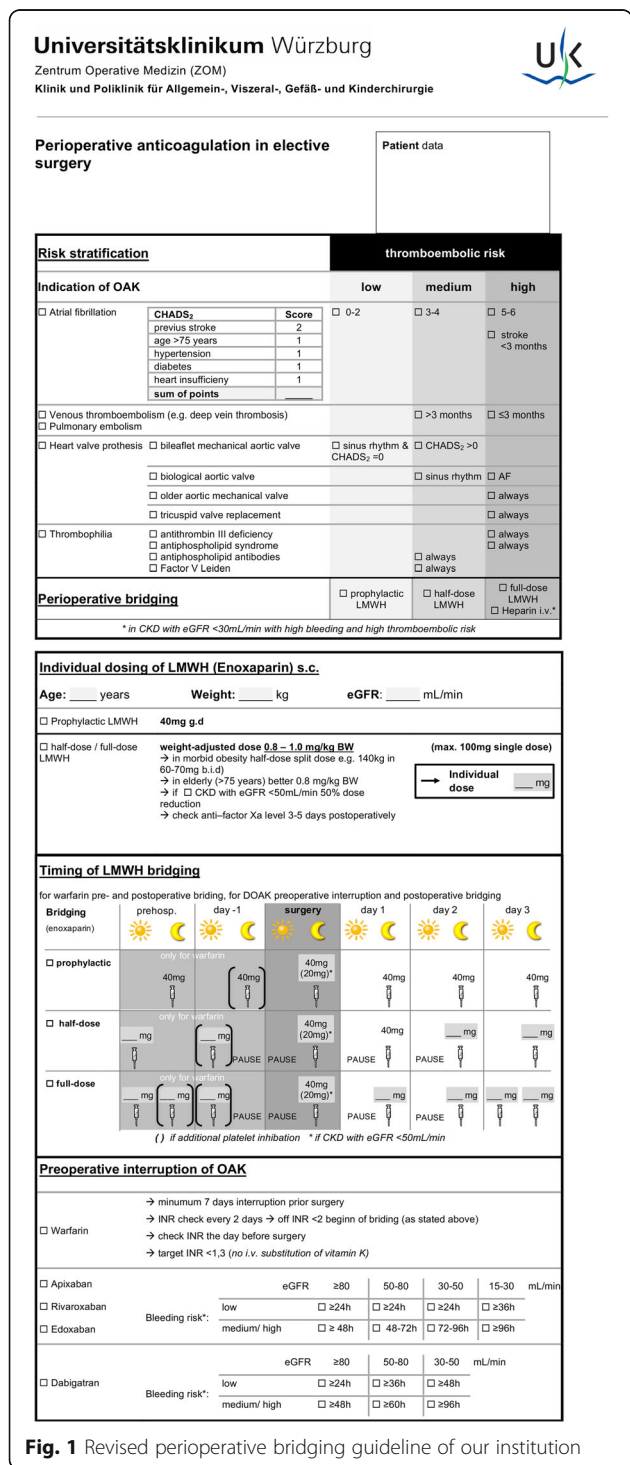 Universitätsklinikum Würzburg
UK
Zentrum Operative Medizin (ZOM)
Klinik und Poliklinik für Allgemein-, Viszeral-, Gefäß- und Kinderchirurgie
Perioperative anticoagulation in elective
surgery
Patient data
Risk stratification thromboembolic risk
Indication of OAK low medium high
☐ Atrial fibrillation CHADS₂ Score ☐ 0-2 ☐ 3-4 ☐ 5-6
previus stroke 2
age >75 years 1 ☐ stroke
hypertension 1 <3 months
diabetes 1
heart insufficieny 1
sum of points ____
☐ Venous thromboembolism (e.g. deep vein thrombosis) ☐ >3 months ☐ ≤3 months
☐ Pulmonary embolism
☐ Heart valve prothesis ☐ bileaflet mechanical aortic valve ☐ sinus rhythm & ☐ CHADS₂ >0
CHADS₂ =0
☐ biological aortic valve ☐ sinus rhythm ☐ AF
☐ older aortic mechanical valve ☐ always
☐ tricuspid valve replacement ☐ always
☐ Thrombophilia ☐ antithrombin III deficiency ☐ always
☐ antiphospholipid syndrome ☐ always
☐ antiphospholipid antibodies ☐ always
☐ Factor V Leiden ☐ always
Perioperative bridging ☐ prophylactic LMWH ☐ half-dose LMWH ☐ full-dose LMWH
☐ Heparin i.v.*
* in CKD with eGFR <30mL/min with high bleeding and high thromboembolic risk
Individual dosing of LMWH (Enoxaparin) s.c.
Age: ____ years Weight: _____ kg eGFR: _____ mL/min
☐ Prophylactic LMWH 40mg g.d
☐ half-dose / full-dose weight-adjusted dose 0.8 – 1.0 mg/kg BW (max. 100mg single dose)
LMWH → in morbid obesity half-dose split dose e.g. 140kg in
60-70mg b.i.d)
→ in elderly (>75 years) better 0.8 mg/kg BW
→ if ☐ CKD with eGFR <50mL/min 50% dose
reduction
→ check anti–factor Xa level 3-5 days postoperatively
→ Individual
dose ___ mg
Timing of LMWH bridging
for warfarin pre- and postoperative briding, for DOAK preoperative interruption and postoperative bridging
Bridging prehosp. day -1 surgery day 1 day 2 day 3
(enoxaparin)
only for warfarin
☐ prophylactic 40mg (40mg) 40mg (20mg)* 40mg 40mg 40mg
only for warfarin
☐ half-dose ___ mg (___ mg) PAUSE PAUSE 40mg (20mg)* PAUSE 40mg PAUSE ___ mg ___ mg
only for warfarin
☐ full-dose ___ mg (___ mg) (___ mg) PAUSE PAUSE 40mg (20mg)* PAUSE ___ mg PAUSE ___ mg ___ mg ___ mg
( ) if additional platelet inhibation * if CKD with eGFR <50mL/min
Preoperative interruption of OAK
→ minumum 7 days interruption prior surgery
☐ Warfarin → INR check every 2 days → off INR <2 beginn of briding (as stated above)
→ check INR the day before surgery
→ target INR <1,3 (no i.v. substitution of vitamin K)
☐ Apixaban eGFR ≥80 50-80 30-50 15-30 mL/min
☐ Rivaroxaban Bleeding risk*: low ☐ ≥24h ☐ ≥24h ☐ ≥24h ☐ ≥36h
☐ Edoxaban medium/ high ☐ ≥ 48h ☐ 48-72h ☐ 72-96h ☐ ≥96h
eGFR ≥80 50-80 30-50 mL/min
☐ Dabigatran Bleeding risk*: low ☐ ≥24h ☐ ≥36h ☐ ≥48h
medium/ high ☐ ≥48h ☐ ≥60h ☐ ≥96h
Fig. 1 Revised perioperative bridging guideline of our institution